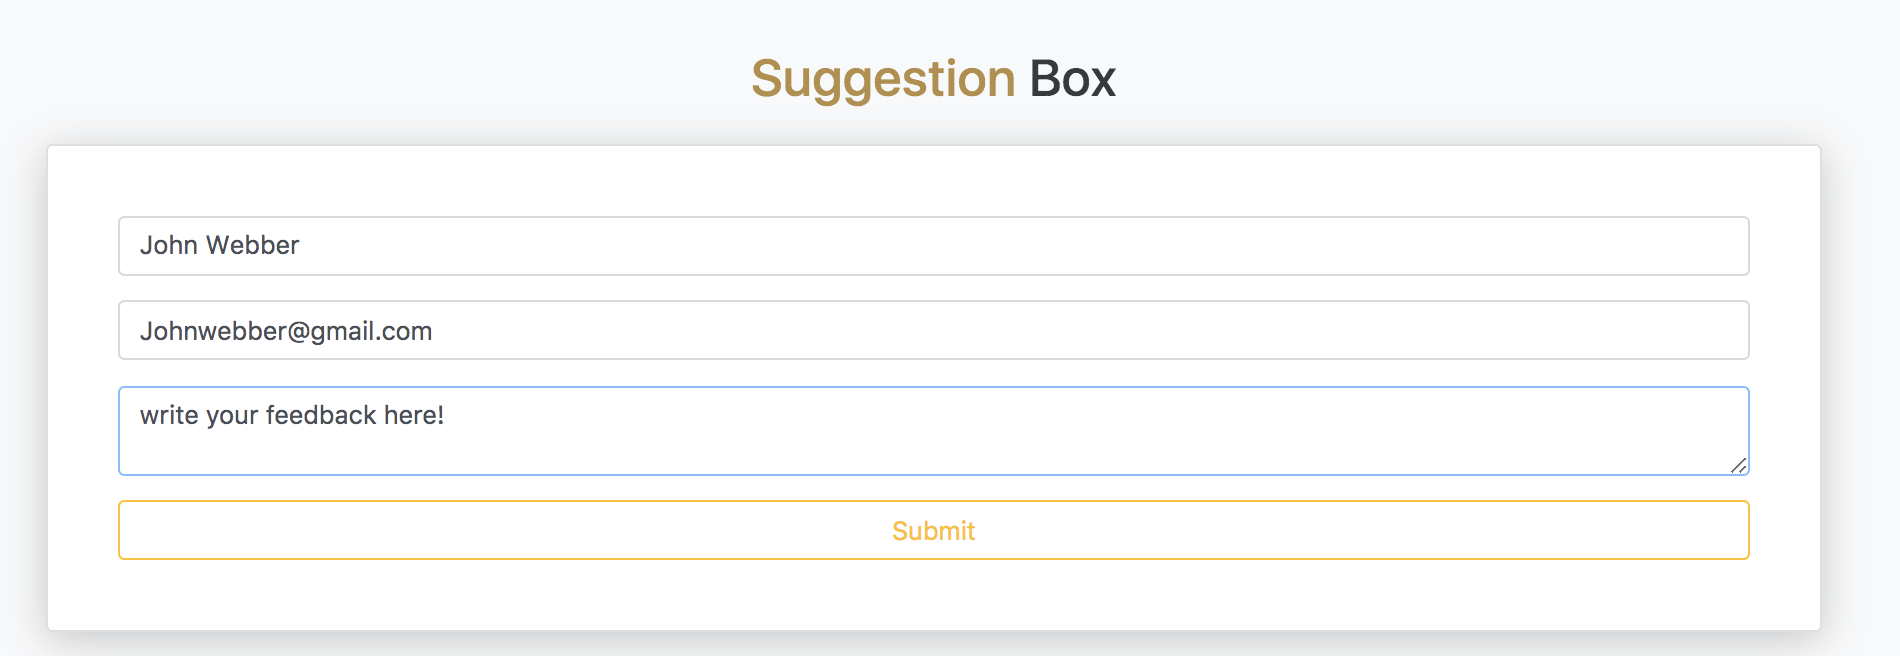 Suggestion Box
John Webber
Johnwebber@gmail.com
write your feedback here!
Submit